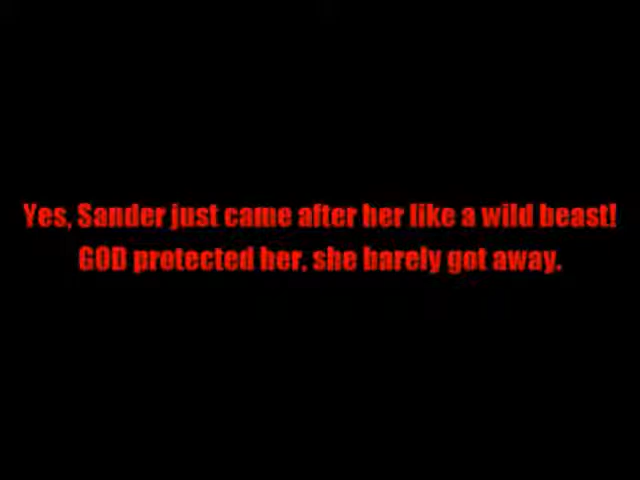 Yes, Sander just came after her like a wild beast!
GOD protected her, she barely got away.